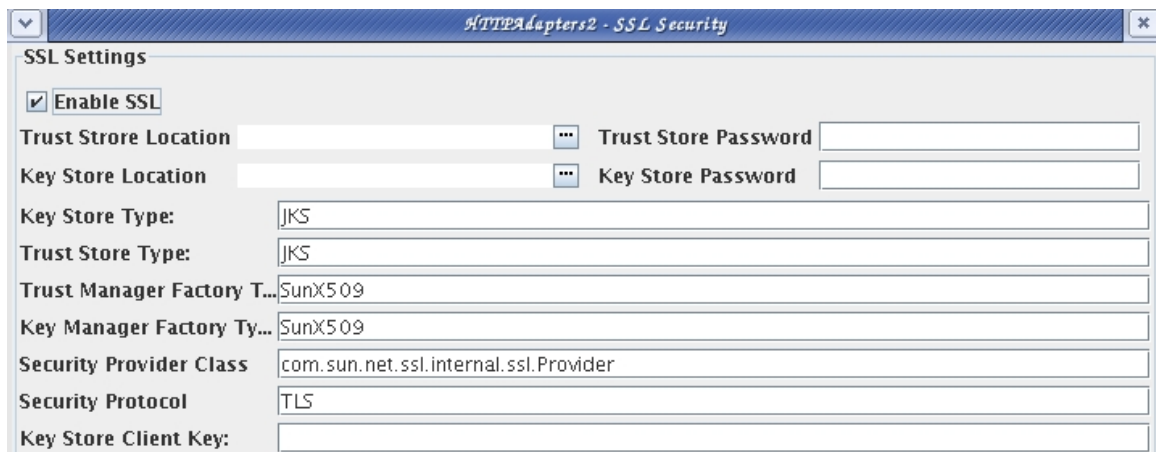 HTTPAdapters2 - SSL Security
SSL Settings
Enable SSL
Trust Strore Location ... Trust Store Password
Key Store Location ... Key Store Password
Key Store Type: JKS
Trust Store Type: JKS
Trust Manager Factory T... SunX509
Key Manager Factory Ty... SunX509
Security Provider Class com.sun.net.ssl.internal.ssl.Provider
Security Protocol TLS
Key Store Client Key: